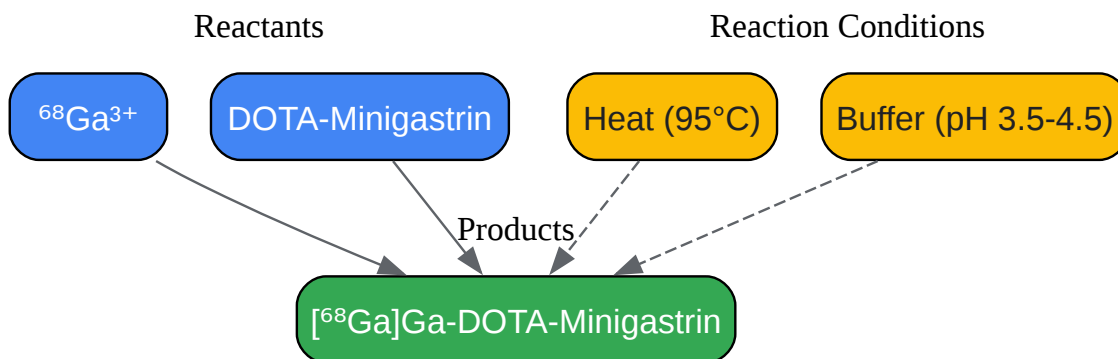 Reactants
Reaction Conditions
⁶⁸Ga³⁺
DOTA-Minigastrin
Heat (95°C)
Buffer (pH 3.5-4.5)
Products
[⁶⁸Ga]Ga-DOTA-Minigastrin